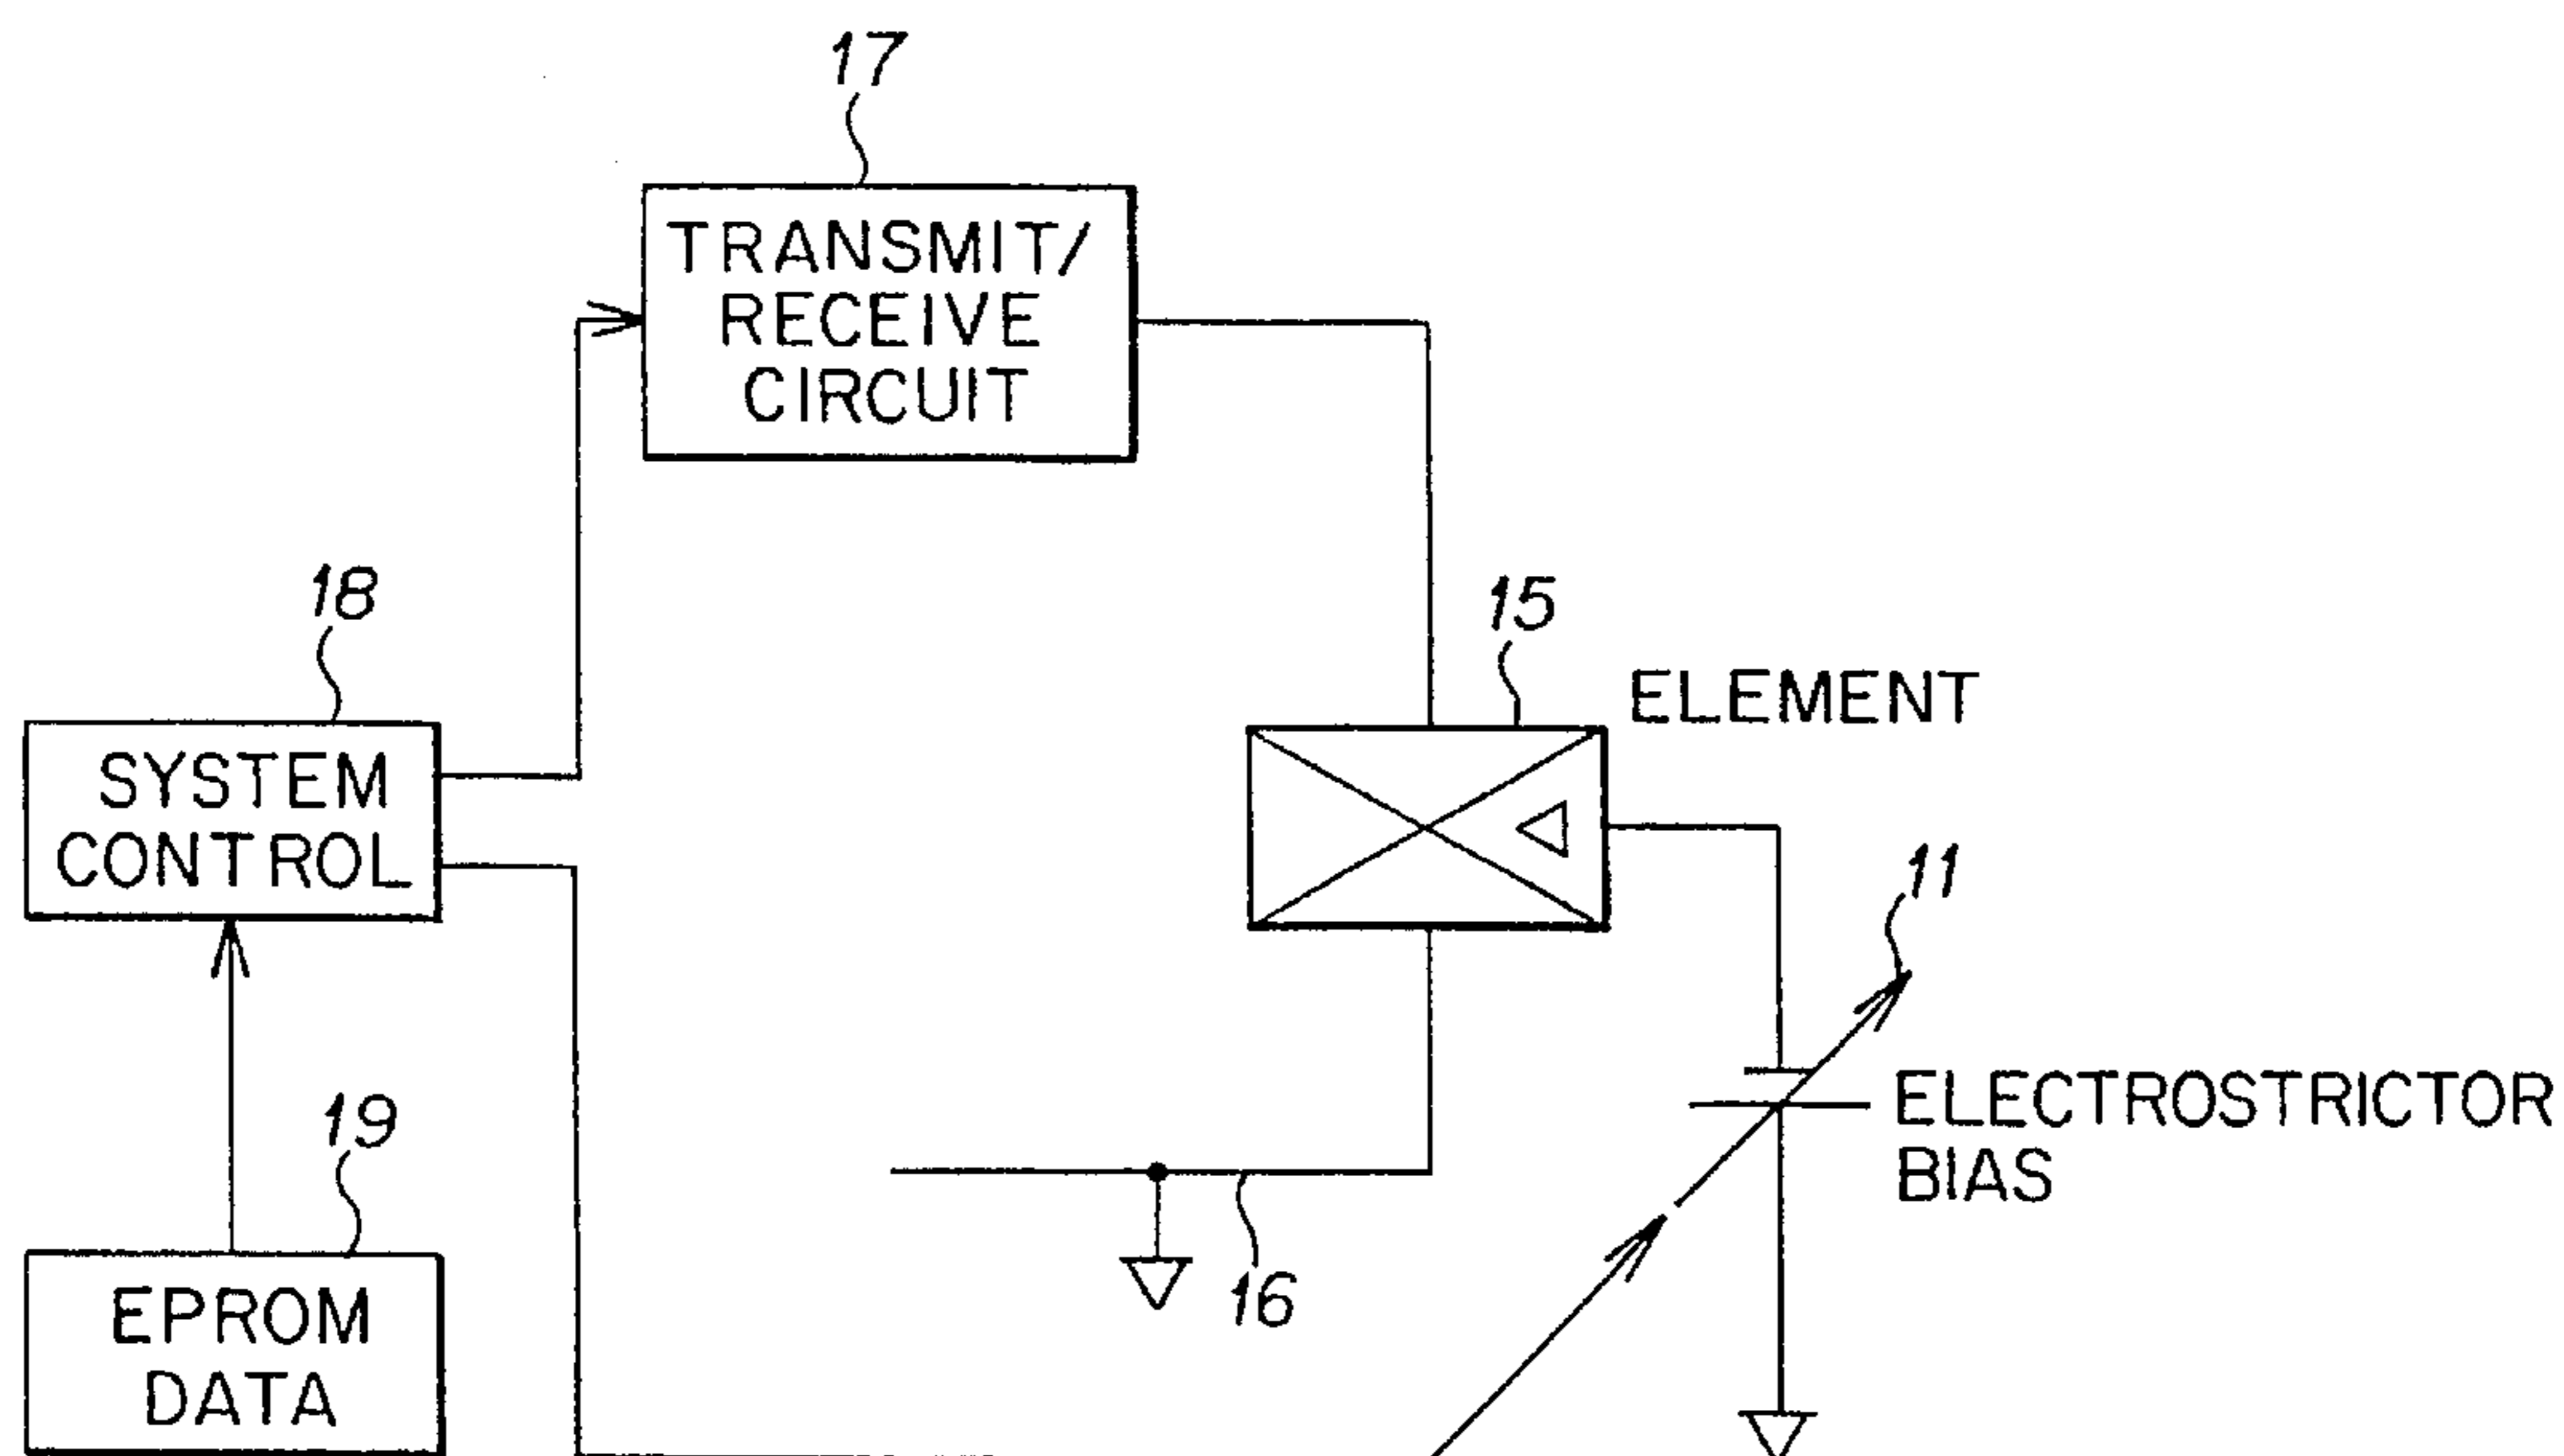 17
TRANSMIT/
RECEIVE
CIRCUIT
18
SYSTEM
CONTROL
15
ELEMENT
11
ELECTROSTRICTOR
BIAS
19
EPROM
DATA
16